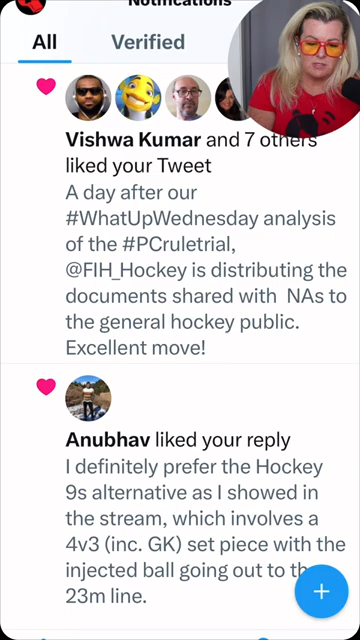 Notifications
All Verified
Vishwa Kumar and 7 others
liked your Tweet
A day after our
#WhatUpWednesday analysis
of the #PCruletrial,
@FIH_Hockey is distributing the
documents shared with NAs to
the general hockey public.
Excellent move!
Anubhav liked your reply
I definitely prefer the Hockey
9s alternative as I showed in
the stream, which involves a
4v3 (inc. GK) set piece with the
injected ball going out to the
23m line.